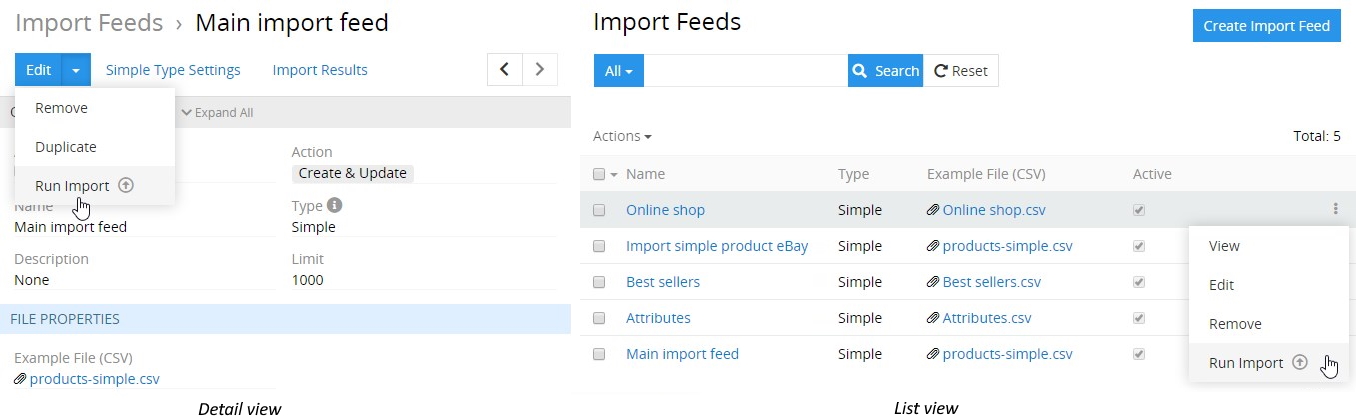 Import Feeds › Main import feed
Edit Simple Type Settings Import Results
Remove
Expand All
Duplicate
Action
Create & Update
Run Import
Name
Type
Main import feed
Simple
Description
Limit
None
1000
FILE PROPERTIES
Example File (CSV)
products-simple.csv
Detail view
Import Feeds
Create Import Feed
All Search Reset
Actions Total: 5
Name Type Example File (CSV) Active
Online shop Simple Online shop.csv
Import simple product eBay Simple products-simple.csv
Best sellers Simple Best sellers.csv
Attributes Simple Attributes.csv
Main import feed Simple products-simple.csv
View
Edit
Remove
Run Import
List view